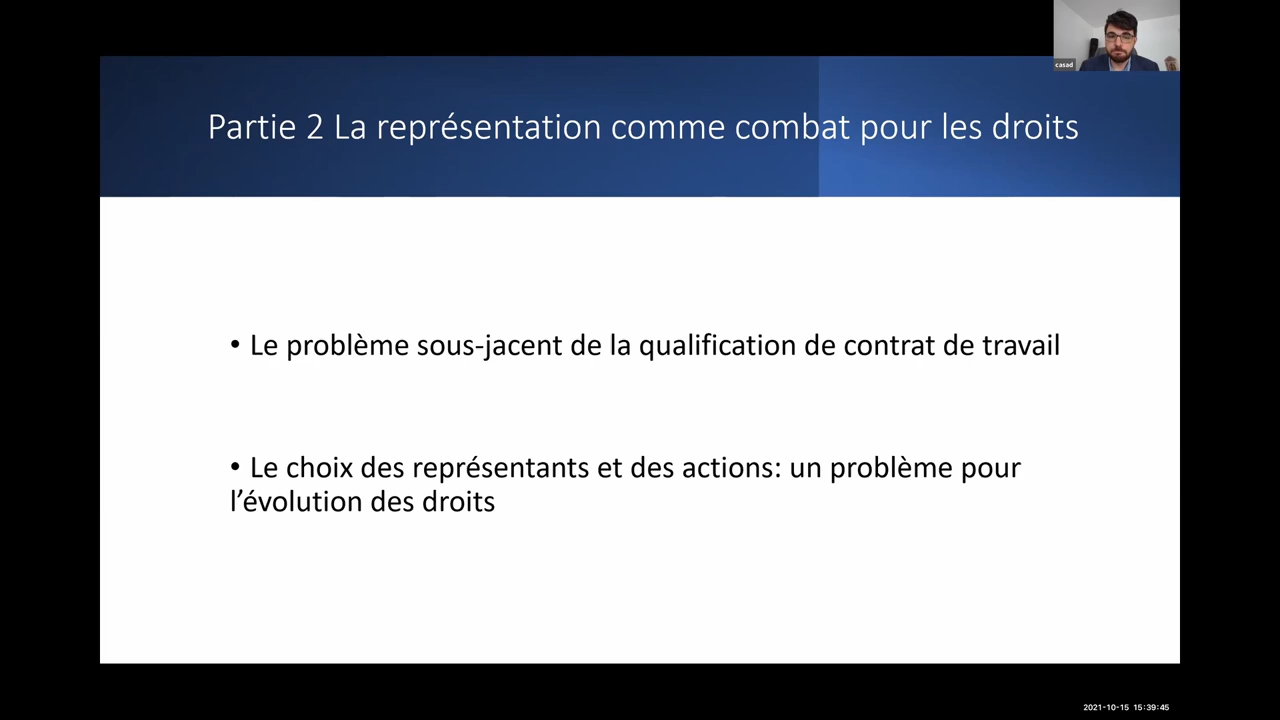 casad
Partie 2 La représentation comme combat pour les droits
• Le problème sous-jacent de la qualification de contrat de travail
• Le choix des représentants et des actions: un problème pour
l’évolution des droits
2021-10-15 15:39:45